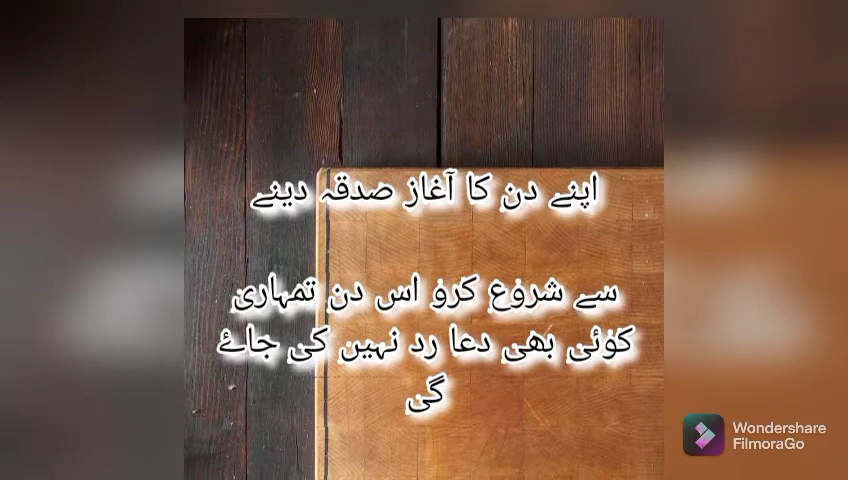 اپنے دن کا آغاز صدقہ دینے
سے شروع کرو اس دن تمہاری
کوئی بھی دعا رد نہیں کی جائے
گی
Wondershare
FilmoraGo